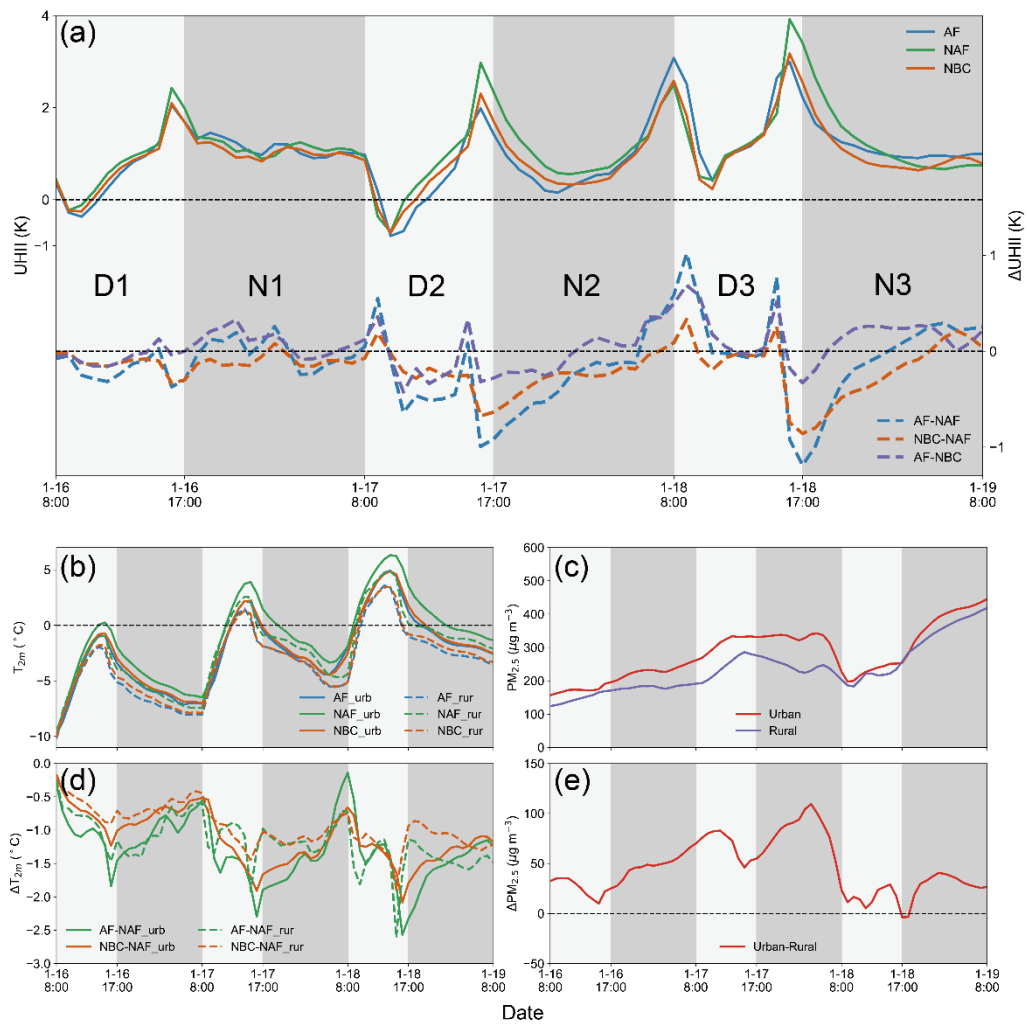 (a)
AF
NAF
NBC
4
2
0
−1
UHII (K)
D1
N1
D2
N2
D3
N3
1
0
−1
ΔUHII (K)
AF-NAF
NBC-NAF
AF-NBC
1-16
8:00
1-16
17:00
1-17
8:00
1-17
17:00
1-18
8:00
1-18
17:00
1-19
8:00
(b)
5
0
−5
−10
T2m (°C)
AF_urb
NAF_urb
NBC_urb
AF_rur
NAF_rur
NBC_rur
(c)
600
500
400
300
200
100
0
PM2.5 (μg m−3)
Urban
Rural
(d)
0.0
−0.5
−1.0
−1.5
−2.0
−2.5
−3.0
ΔT2m (°C)
AF-NAF_urb
NBC-NAF_urb
AF-NAF_rur
NBC-NAF_rur
1-16
8:00
1-16
17:00
1-17
8:00
1-17
17:00
1-18
8:00
1-18
17:00
1-19
8:00
(e)
150
100
50
0
−50
ΔPM2.5 (μg m−3)
Urban-Rural
1-16
8:00
1-16
17:00
1-17
8:00
1-17
17:00
1-18
8:00
1-18
17:00
1-19
8:00
Date